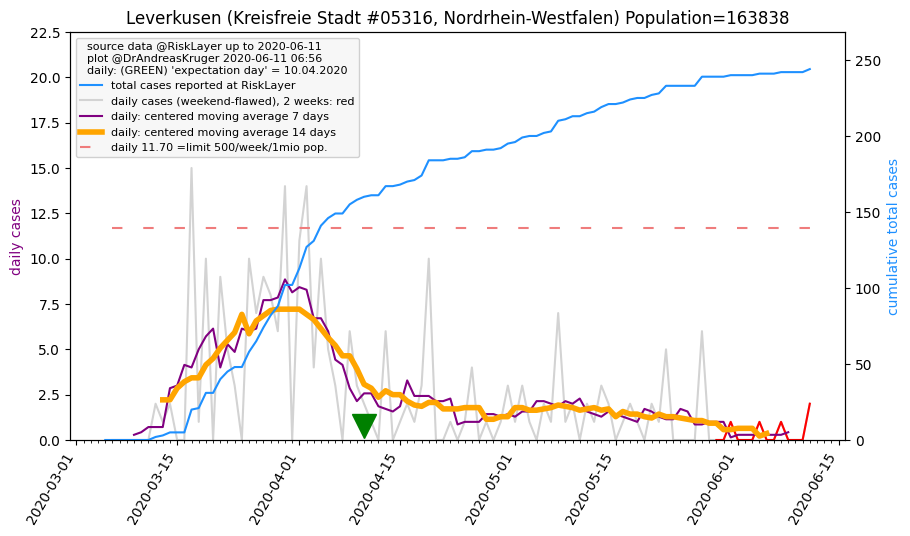 Leverkusen (Kreisfreie Stadt #05316, Nordrhein-Westfalen) Population=163838
source data @RiskLayer up to 2020-06-11
plot @DrAndreasKruger 2020-06-11 06:56
daily: (GREEN) 'expectation day' = 10.04.2020
total cases reported at RiskLayer
daily cases (weekend-flawed), 2 weeks: red
daily: centered moving average 7 days
daily: centered moving average 14 days
daily 11.70 =limit 500/week/1mio pop.
daily cases
22.5
20.0
17.5
15.0
12.5
10.0
7.5
5.0
2.5
0.0
cumulative total cases
250
200
150
100
50
0
2020-03-01
2020-03-15
2020-04-01
2020-04-15
2020-05-01
2020-05-15
2020-06-01
2020-06-15